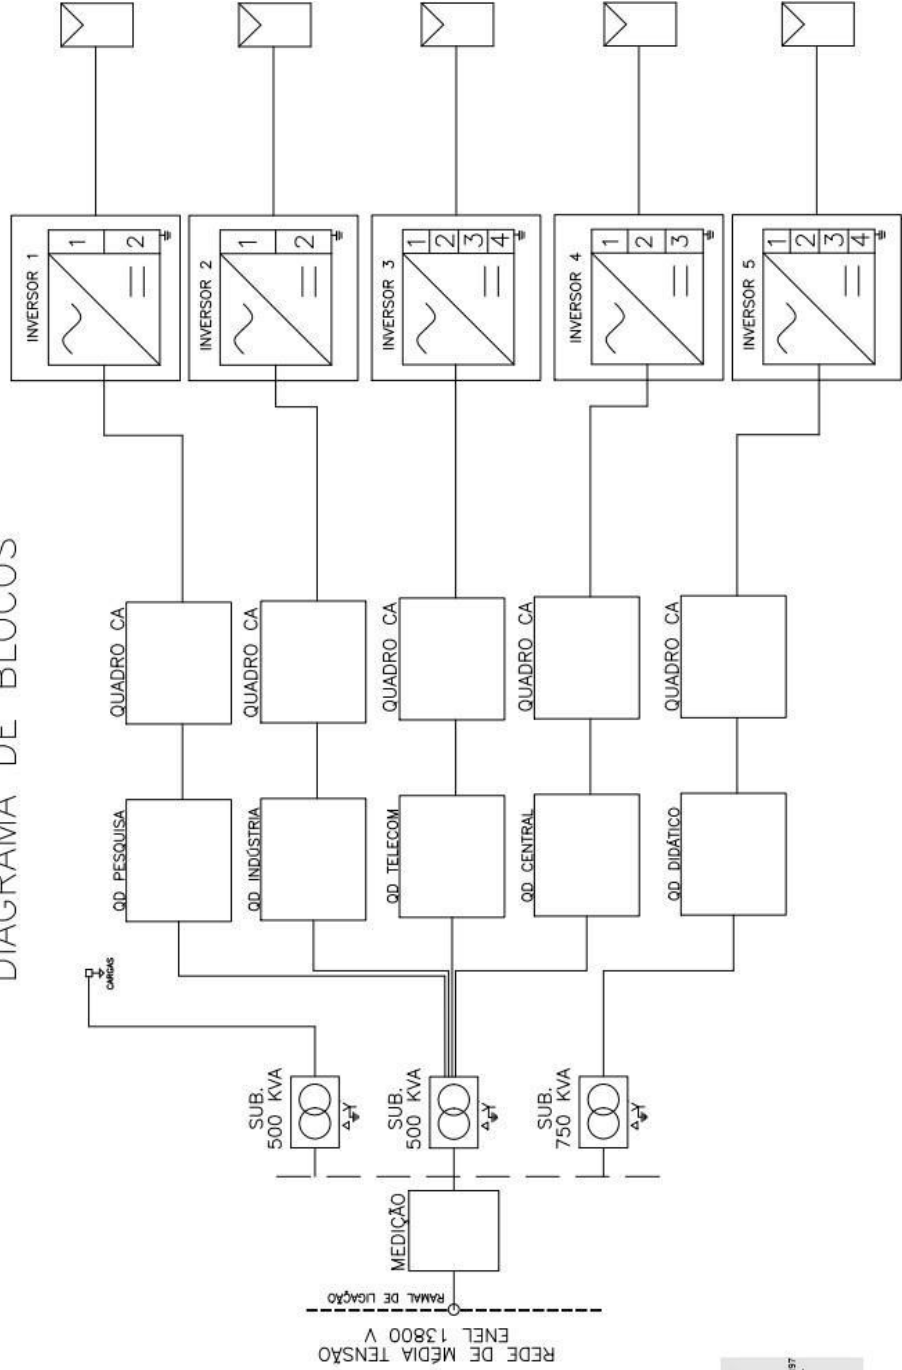 DIAGRAMA DE BLOCOS
INVERSOR 1
1
2
INVERSOR 2
1
2
INVERSOR 3
1
2
3
4
INVERSOR 4
1
2
3
INVERSOR 5
1
2
3
4
QUADRO CA
QUADRO CA
QUADRO CA
QUADRO CA
QUADRO CA
QD PESQUISA
QD INDÚSTRIA
QD TELECOM
QD CENTRAL
QD DIDÁTICO
CARGAS
SUB.
500 KVA
SUB.
500 KVA
SUB.
750 KVA
MEDIÇÃO
RAMAL DE LIGAÇÃO
REDE DE MÉDIA TENSÃO
ENEL 13800 V
97